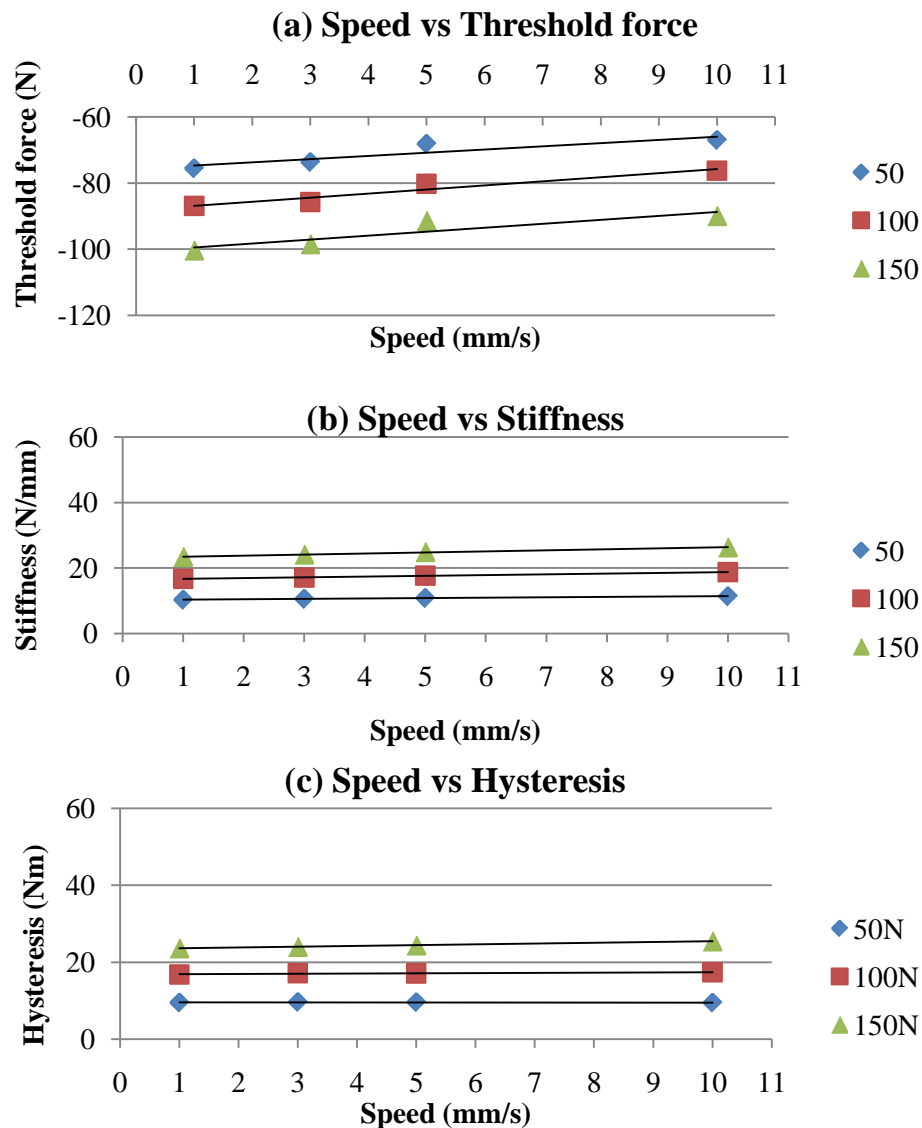 (a) Speed vs Threshold force
0 1 2 3 4 5 6 7 8 9 10 11
Threshold force (N)
-60
-80
-100
-120
Speed (mm/s)
50
100
150
(b) Speed vs Stiffness
Stiffness (N/mm)
60
40
20
0
0 1 2 3 4 5 6 7 8 9 10 11
Speed (mm/s)
50
100
150
(c) Speed vs Hysteresis
Hysteresis (Nm)
60
40
20
0
0 1 2 3 4 5 6 7 8 9 10 11
Speed (mm/s)
50N
100N
150N